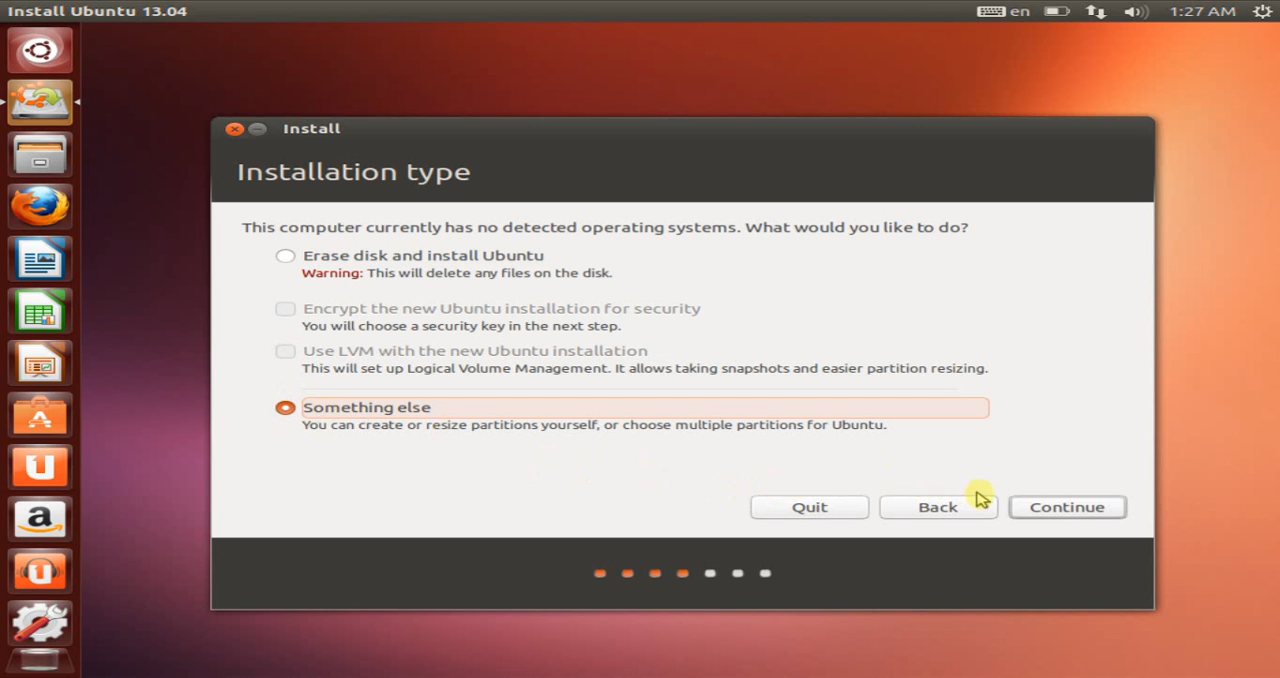 Install Ubuntu 13.04
en
1:27 AM
Install
Installation type
This computer currently has no detected operating systems. What would you like to do?
Erase disk and install Ubuntu
Warning: This will delete any files on the disk.
Encrypt the new Ubuntu installation for security
You will choose a security key in the next step.
Use LVM with the new Ubuntu installation
This will set up Logical Volume Management. It allows taking snapshots and easier partition resizing.
Something else
You can create or resize partitions yourself, or choose multiple partitions for Ubuntu.
Quit
Back
Continue